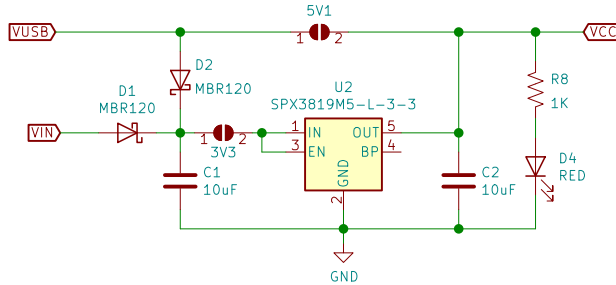 5V1
VUSB
1 2
VCC
D2
MBR120
D1
MBR120
U2
SPX3819M5-L-3-3
R8
1K
VIN
1 2
3V3
1 IN OUT 5
3 EN BP 4
GND
2
C1
10uF
C2
10uF
D4
RED
GND